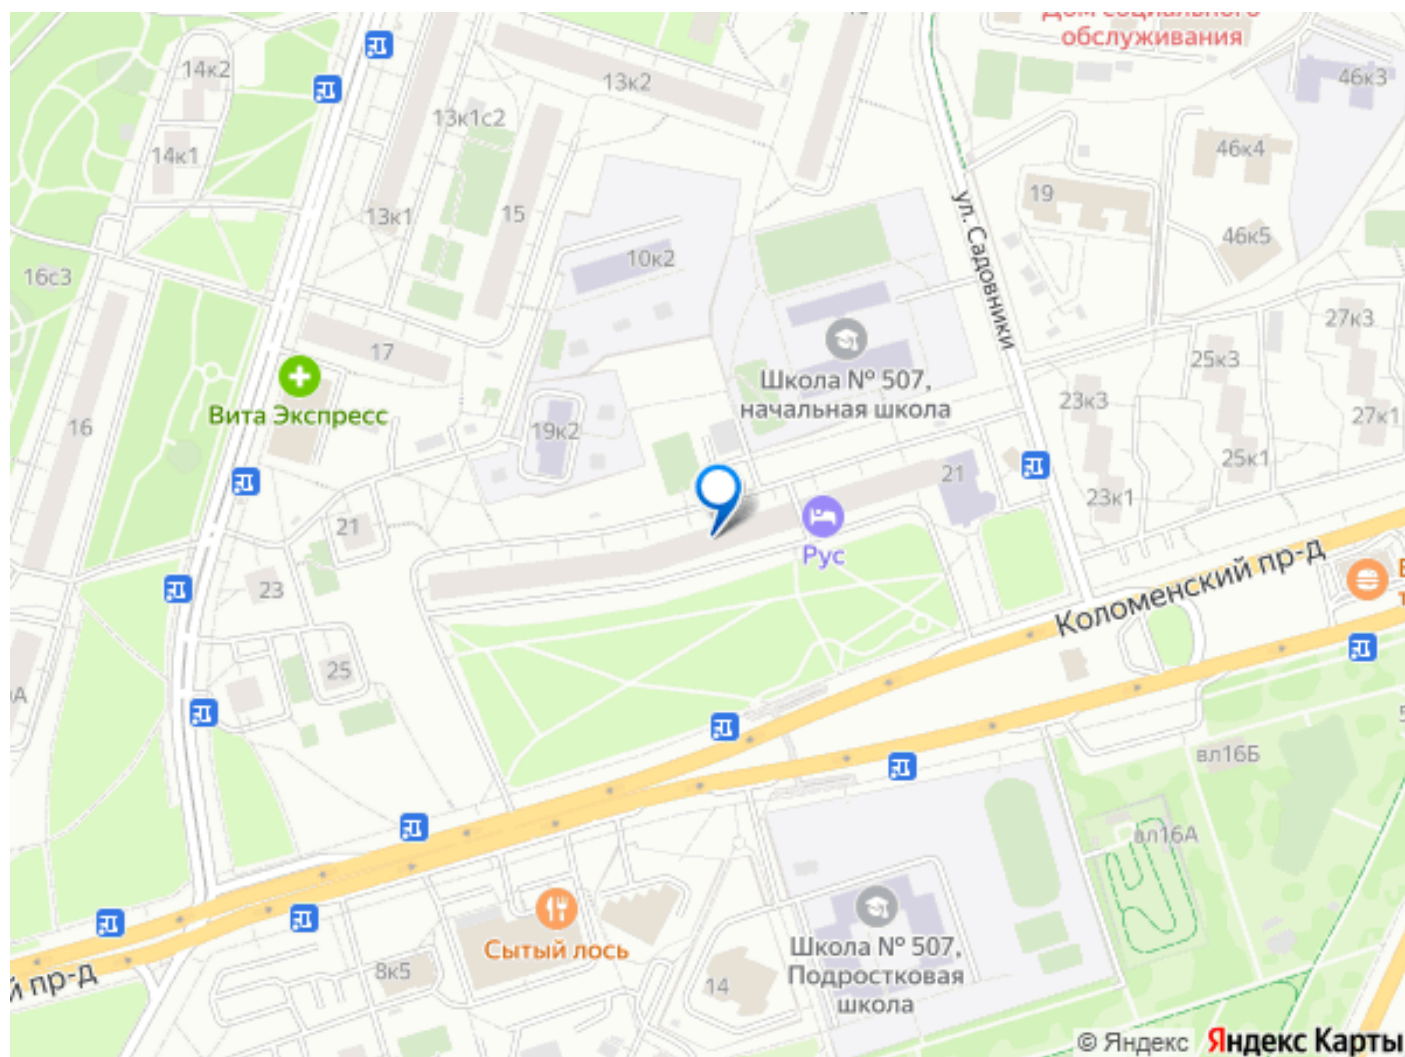 Дом социального
обслуживания
14к2
13к2
46к3
13к1с2
14к1
46к4
19
13к1
15
ул. Садовники
46к5
10к2
16с3
27к3
17
25к3
Школа № 507,
начальная школа
Вита Экспресс
23к3
27к1
16
19к2
25к1
21
23к1
21
Рус
Коломенский пр-д
23
25
вл16Б
вл16А
Сытый лось
Школа № 507,
Подростковая
школа
8к5
14
й пр-д
© Яндекс Яндекс Карты